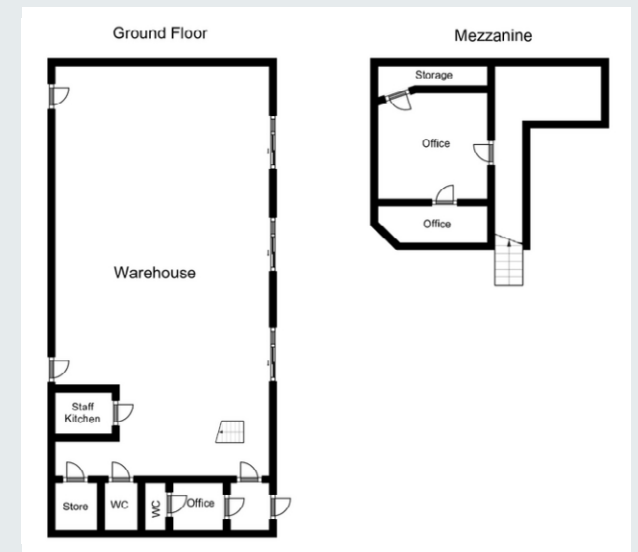 Ground Floor
Mezzanine
Storage
Office
Office
Warehouse
Staff
Kitchen
Store
WC
WC
Office